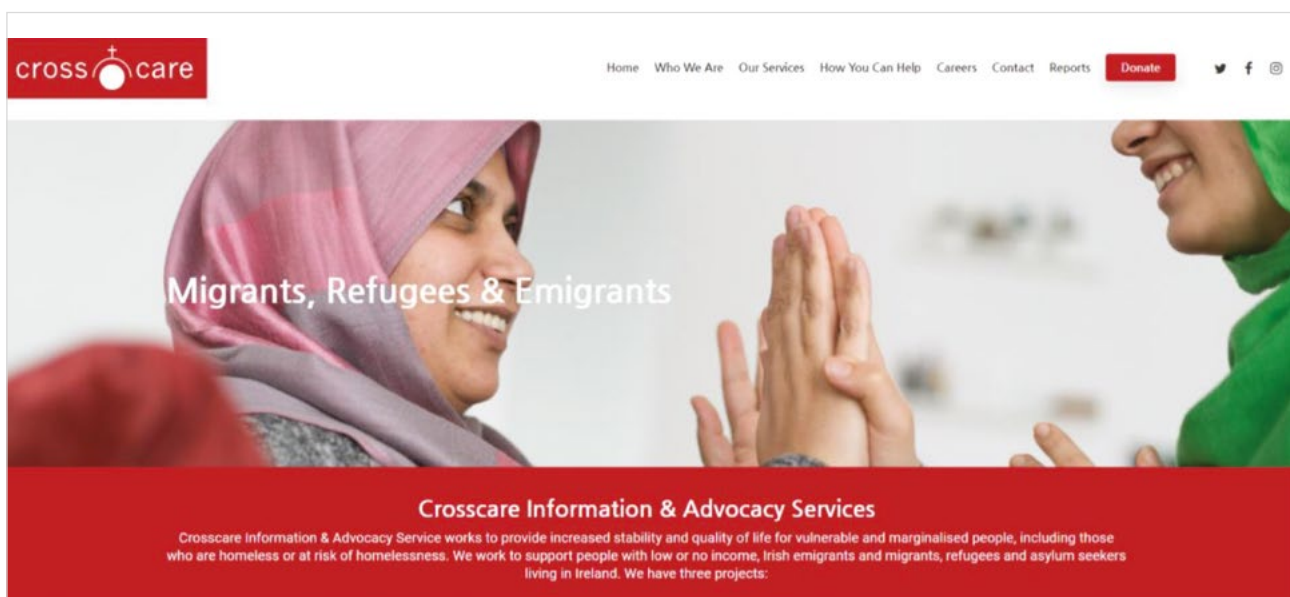 cross care
Home Who We Are Our Services How You Can Help Careers Contact Reports Donate
Migrants, Refugees & Emigrants
Crosscare Information & Advocacy Services
Crosscare Information & Advocacy Service works to provide increased stability and quality of life for vulnerable and marginalised people, including those
who are homeless or at risk of homelessness. We work to support people with low or no income, Irish emigrants and migrants, refugees and asylum seekers
living in Ireland. We have three projects: